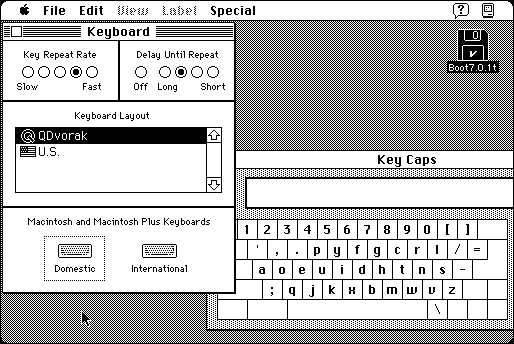 File Edit View Label Special
Keyboard
Key Repeat Rate
Slow Fast
Delay Until Repeat
Off Long Short
Boot7.0.1†
Keyboard Layout
QDvorak
U.S.
Key Caps
Macintosh and Macintosh Plus Keyboards
Domestic International
1 2 3 4 5 6 7 8 9 0 [ ]
' , . p y f g c r l / =
a o e u i d h t n s -
; q j k x b m w v z
\